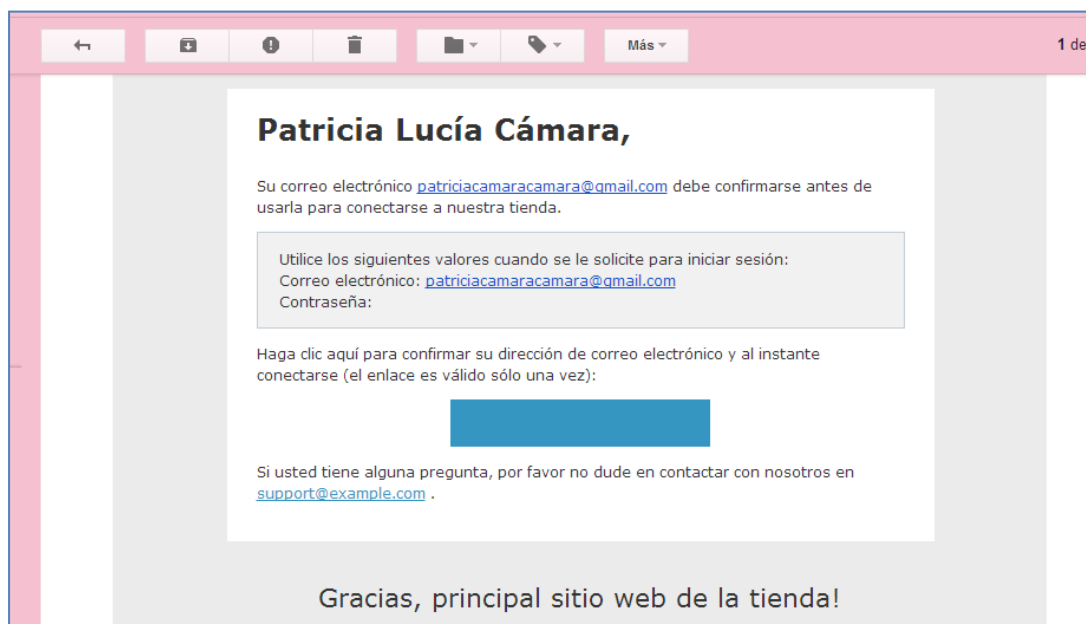 Más
1 de
Patricia Lucía Cámara,
Su correo electrónico patriciacamaracamara@gmail.com debe confirmarse antes de
usarla para conectarse a nuestra tienda.
Utilice los siguientes valores cuando se le solicite para iniciar sesión:
Correo electrónico: patriciacamaracamara@gmail.com
Contraseña:
Haga clic aquí para confirmar su dirección de correo electrónico y al instante
conectarse (el enlace es válido sólo una vez):
Si usted tiene alguna pregunta, por favor no dude en contactar con nosotros en
support@example.com .
Gracias, principal sitio web de la tienda!